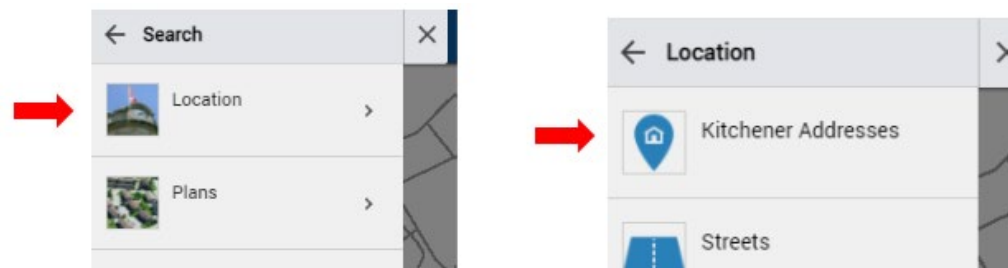 Search
Location
Plans
Location
Kitchener Addresses
Streets